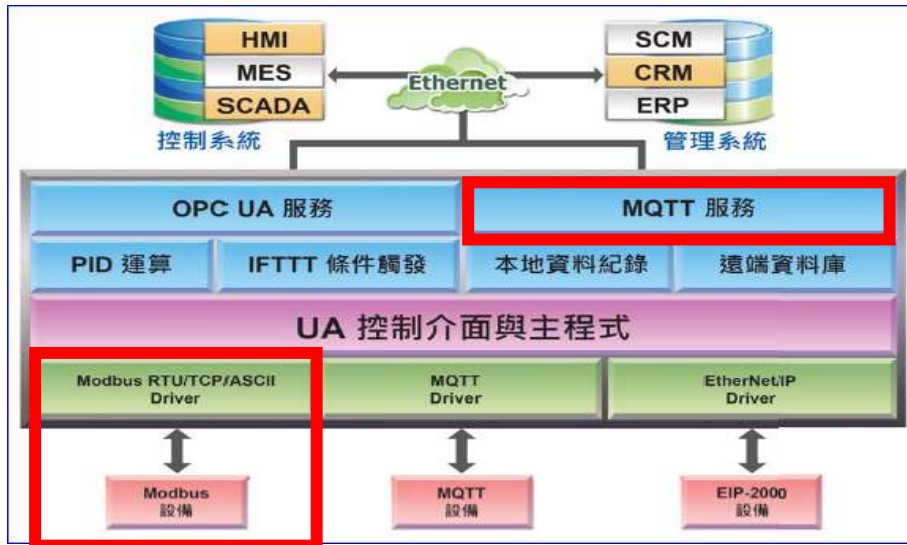 HMI
MES
SCADA
控制系統
Ethernet
SCM
CRM
ERP
管理系統
OPC UA 服務
MQTT 服務
PID 運算
IFTTT 條件觸發
本地資料紀錄
遠端資料庫
UA 控制介面與主程式
Modbus RTU/TCP/ASCII
Driver
MQTT
Driver
EtherNet/IP
Driver
Modbus
設備
MQTT
設備
EIP-2000
設備